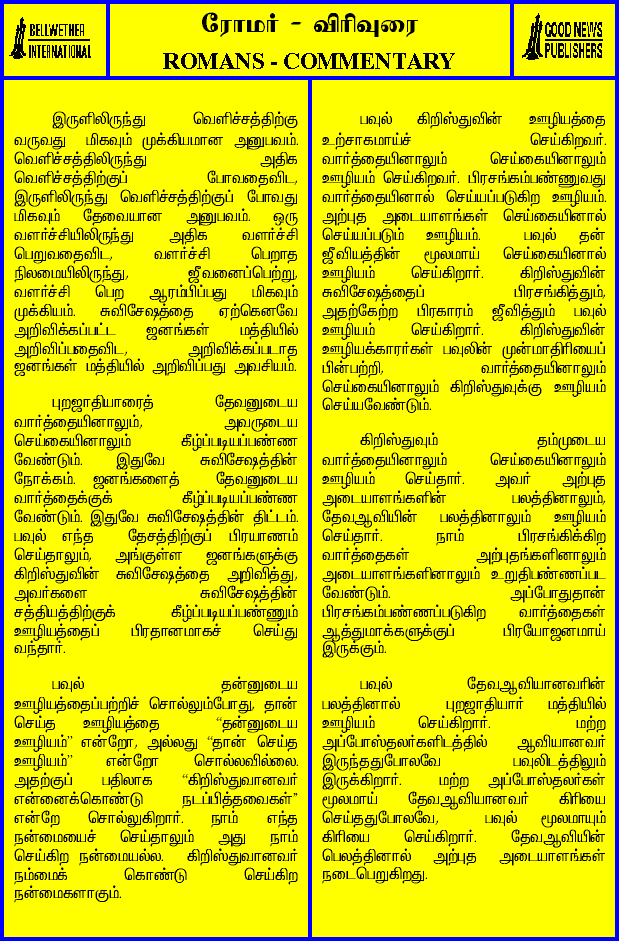 BELLWETHER
INTERNATIONAL
ரோமர் - விரிவுரை
ROMANS - COMMENTARY
GOOD NEWS
PUBLISHERS
இருளிலிருந்து வெளிச்சத்திற்கு
வருவது மிகவும் முக்கியமான அனுபவம்.
வெளிச்சத்திலிருந்து அதிக
வெளிச்சத்திற்குப் போவதைவிட,
இருளிலிருந்து வெளிச்சத்திற்குப் போவது
மிகவும் தேவையான அனுபவம். ஒரு
வளர்ச்சியிலிருந்து அதிக வளர்ச்சி
பெறுவதைவிட, வளர்ச்சி பெறாத
நிலமையிலிருந்து, ஜீவனைப்பெற்று,
வளர்ச்சி பெற ஆரம்பிப்பது மிகவும்
முக்கியம். சுவிசேஷத்தை ஏற்கெனவே
அறிவிக்கப்பட்ட ஜனங்கள் மத்தியில்
அறிவிப்பதைவிட, அறிவிக்கப்படாத
ஜனங்கள் மத்தியில் அறிவிப்பது அவசியம்.
புறஜாதியாரைத் தேவனுடைய
வார்த்தையினாலும், அவருடைய
செய்கையினாலும் கீழ்ப்படியப்பண்ண
வேண்டும். இதுவே சுவிசேஷத்தின்
நோக்கம். ஜனங்களைத் தேவனுடைய
வார்த்தைக்குக் கீழ்ப்படியப்பண்ண
வேண்டும். இதுவே சுவிசேஷத்தின் திட்டம்.
பவுல் எந்த தேசத்திற்குப் பிரயாணம்
செய்தாலும், அங்குள்ள ஜனங்களுக்கு
கிறிஸ்துவின் சுவிசேஷத்தை அறிவித்து,
அவர்களை சுவிசேஷத்தின்
சத்தியத்திற்குக் கீழ்ப்படியப்பண்ணும்
ஊழியத்தைப் பிரதானமாகச் செய்து
வந்தார்.
பவுல் தன்னுடைய
ஊழியத்தைப்பற்றிச் சொல்லும்போது, தான்
செய்த ஊழியத்தை “தன்னுடைய
ஊழியம்” என்றோ, அல்லது “தான் செய்த
ஊழியம்” என்றோ சொல்லவில்லை.
அதற்குப் பதிலாக “கிறிஸ்துவானவர்
என்னைக்கொண்டு நடப்பித்தவைகள்”
என்றே சொல்லுகிறார். நாம் எந்த
நன்மையைச் செய்தாலும் அது நாம்
செய்கிற நன்மையல்ல. கிறிஸ்துவானவர்
நம்மைக் கொண்டு செய்கிற
நன்மைகளாகும்.
பவுல் கிறிஸ்துவின் ஊழியத்தை
உற்சாகமாய்ச் செய்கிறவர்.
வார்த்தையினாலும் செய்கையினாலும்
ஊழியம் செய்கிறவர். பிரசங்கம்பண்ணுவது
வார்த்தையினால் செய்யப்படுகிற ஊழியம்.
அற்புத அடையாளங்கள் செய்கையினால்
செய்யப்படும் ஊழியம். பவுல் தன்
ஜீவியத்தின் மூலமாய் செய்கையினால்
ஊழியம் செய்கிறார். கிறிஸ்துவின்
சுவிசேஷத்தைப் பிரசங்கித்தும்,
அதற்கேற்ற பிரகாரம் ஜீவித்தும் பவுல்
ஊழியம் செய்கிறார். கிறிஸ்துவின்
ஊழியக்காரர்கள் பவுலின் முன்மாதிரியைப்
பின்பற்றி, வார்த்தையினாலும்
செய்கையினாலும் கிறிஸ்துவுக்கு ஊழியம்
செய்யவேண்டும்.
கிறிஸ்துவும் தம்முடைய
வார்த்தையினாலும் செய்கையினாலும்
ஊழியம் செய்தார். அவர் அற்புத
அடையாளங்களின் பலத்தினாலும்,
தேவஆவியின் பலத்தினாலும் ஊழியம்
செய்தார். நாம் பிரசங்கிக்கிற
வார்த்தைகள் அற்புதங்களினாலும்
அடையாளங்களினாலும் உறுதிபண்ணப்பட
வேண்டும். அப்போதுதான்
பிரசங்கம்பண்ணப்படுகிற வார்த்தைகள்
ஆத்துமாக்களுக்குப் பிரயோஜனமாய்
இருக்கும்.
பவுல் தேவஆவியானவரின்
பலத்தினால் புறஜாதியார் மத்தியில்
ஊழியம் செய்கிறார். மற்ற
அப்போஸ்தலர்களிடத்தில் ஆவியானவர்
இருந்ததுபோலவே பவுலிடத்திலும்
இருக்கிறார். மற்ற அப்போஸ்தலர்கள்
மூலமாய் தேவஆவியானவர் கிரியை
செய்ததுபோலவே, பவுல் மூலமாயும்
கிரியை செய்கிறார். தேவஆவியின்
பெலத்தினால் அற்புத அடையாளங்கள்
நடைபெறுகிறது.